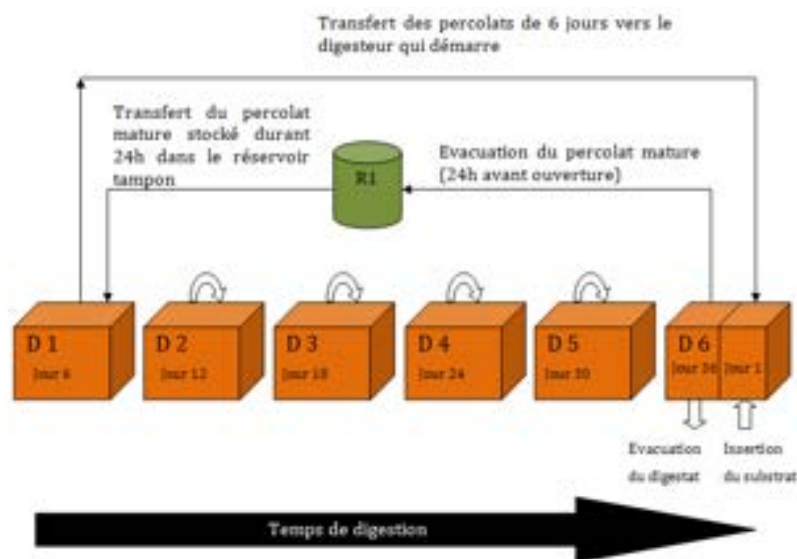 Transfert des percolats de 6 jours vers le
digesteur qui démarre
Transfert du percolat
mature stocké durant
24h dans le réservoir
tampon
R1
Evacuation du percolat mature
(24h avant ouverture)
D 1
Jour 6
D 2
Jour 12
D 3
Jour 18
D 4
Jour 24
D 5
Jour 30
D 6
Jour 36
Jour 1
Evacuation
du digestat
Insertion
du substrat
Temps de digestion